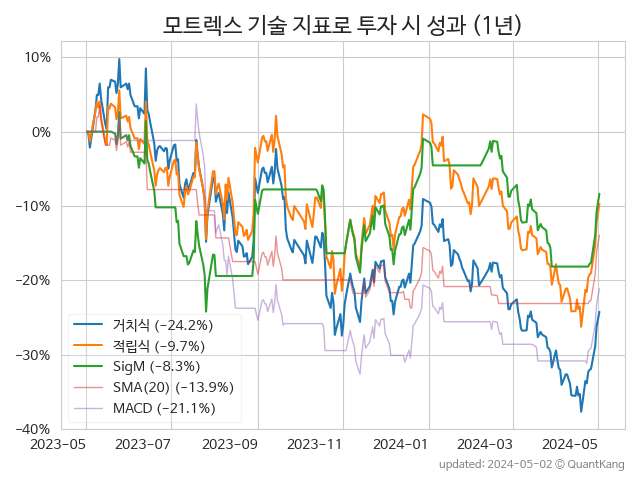 모트렉스 기술 지표로 투자 시 성과 (1년)
10%
0%
−10%
−20%
−30%
−40%
거치식 (−24.2%)
적립식 (−9.7%)
SigM (−8.3%)
SMA(20) (−13.9%)
MACD (−21.1%)
2023-05
2023-07
2023-09
2023-11
2024-01
2024-03
2024-05
updated: 2024-05-02 © QuantKang